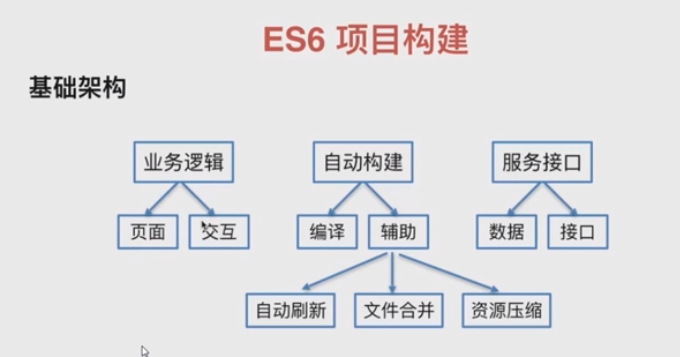 ES6 项目构建
基础架构
业务逻辑
自动构建
服务接口
页面
交互
编译
辅助
数据
接口
自动刷新
文件合并
资源压缩